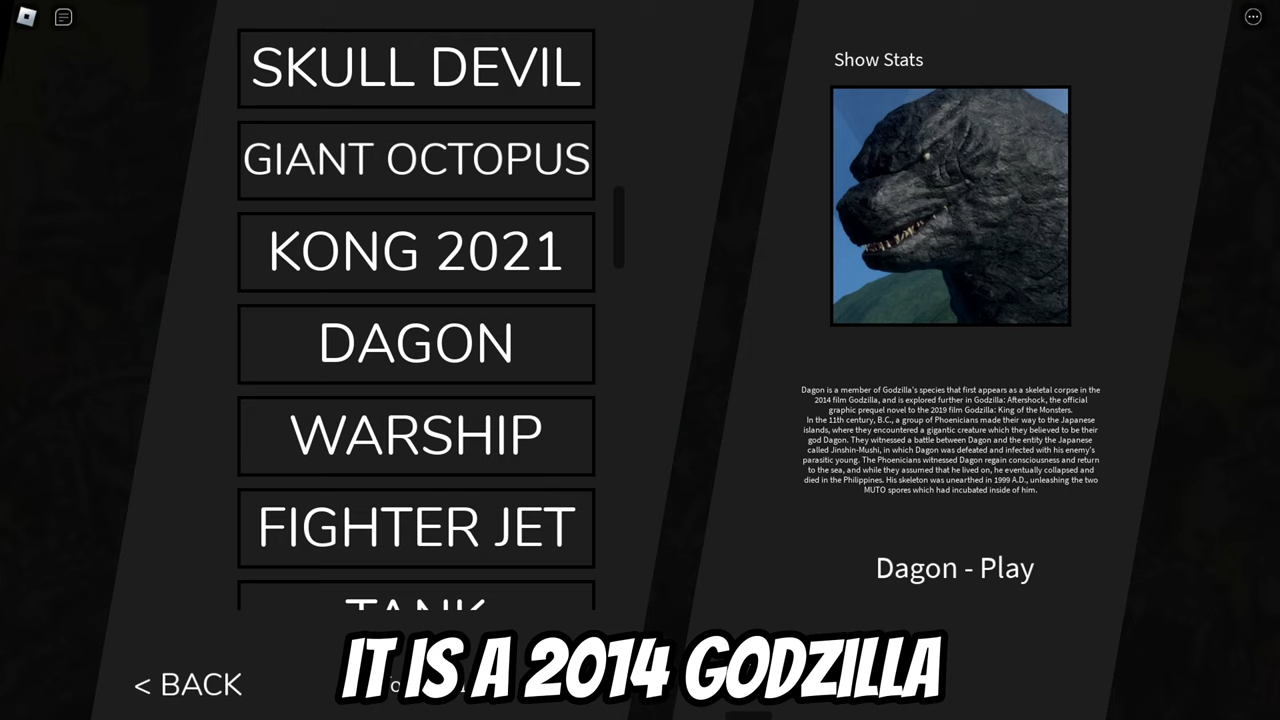 SKULL DEVIL
GIANT OCTOPUS
KONG 2021
DAGON
WARSHIP
FIGHTER JET
TANK
< BACK
Show Stats
Dagon is a member of Godzilla's species that first appears as a skeletal corpse in the
2014 film Godzilla, and is explored further in Godzilla: Aftershock, the official
graphic prequel novel to the 2019 film Godzilla: King of the Monsters.
In the 11th century, B.C., a group of Phoenicians made their way to the Japanese
islands, where they encountered a gigantic creature which they believed to be their
god Dagon. They witnessed a battle between Dagon and the entity the Japanese
called Jinshin-Mushi, in which Dagon was defeated and infected with his enemy's
parasitic young. The Phoenicians witnessed Dagon regain consciousness and return
to the sea, and while they assumed that he lived on, he eventually collapsed and
died in the Philippines. His skeleton was unearthed in 1999 A.D., unleashing the two
MUTO spores which had incubated inside of him.
Dagon - Play
IT IS A 2014 GODZILLA